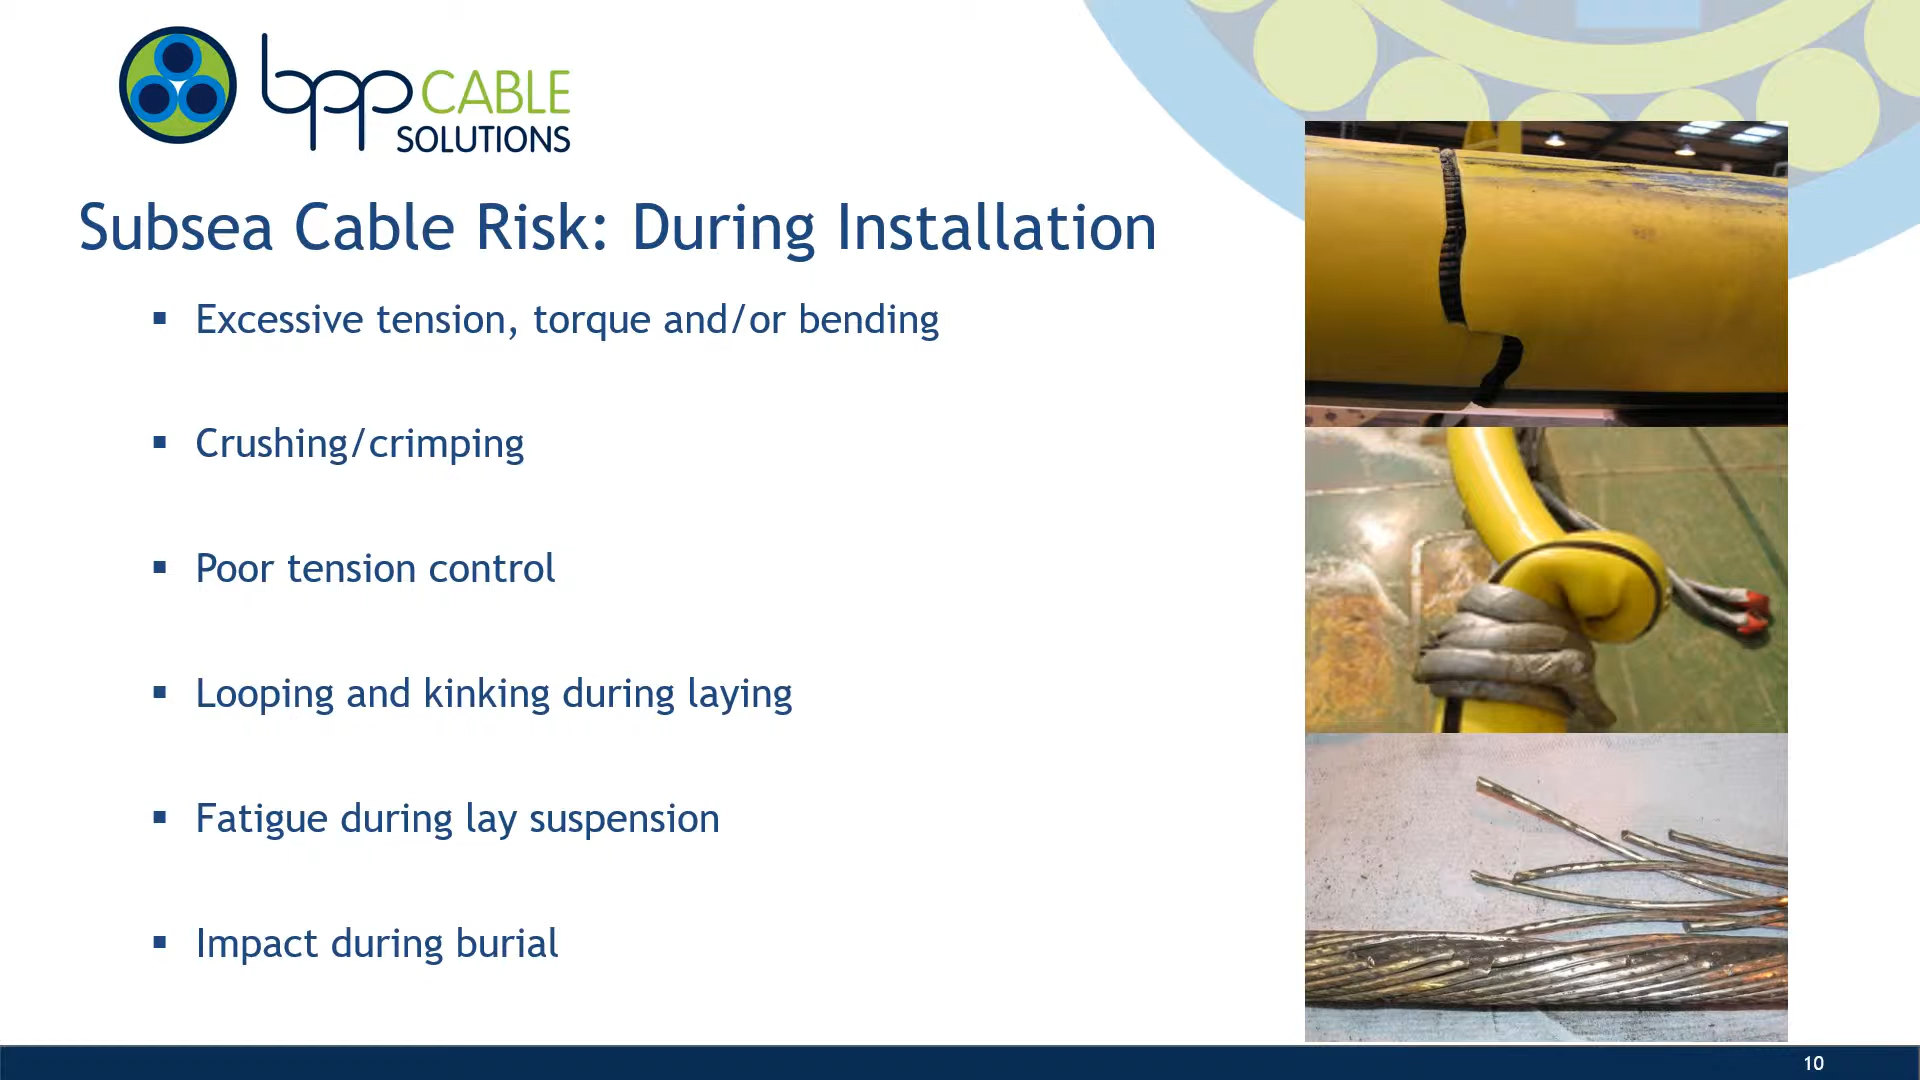 bpp CABLE
SOLUTIONS
Subsea Cable Risk: During Installation
▪ Excessive tension, torque and/or bending
▪ Crushing/crimping
▪ Poor tension control
▪ Looping and kinking during laying
▪ Fatigue during lay suspension
▪ Impact during burial
10